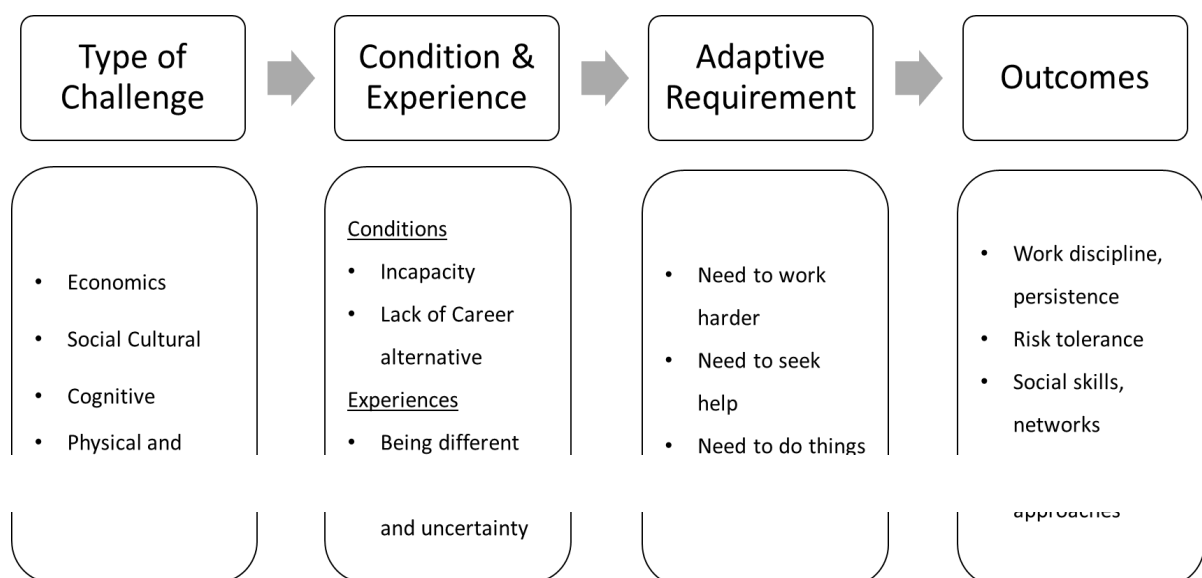 Type of
Challenge
Condition &
Experience
Adaptive
Requirement
Outcomes
• Economics
• Social Cultural
• Cognitive
• Physical and
Conditions
• Incapacity
• Lack of Career
alternative
Experiences
• Being different
and uncertainty
• Need to work
harder
• Need to seek
help
• Need to do things
• Work discipline,
persistence
• Risk tolerance
• Social skills,
networks
approaches